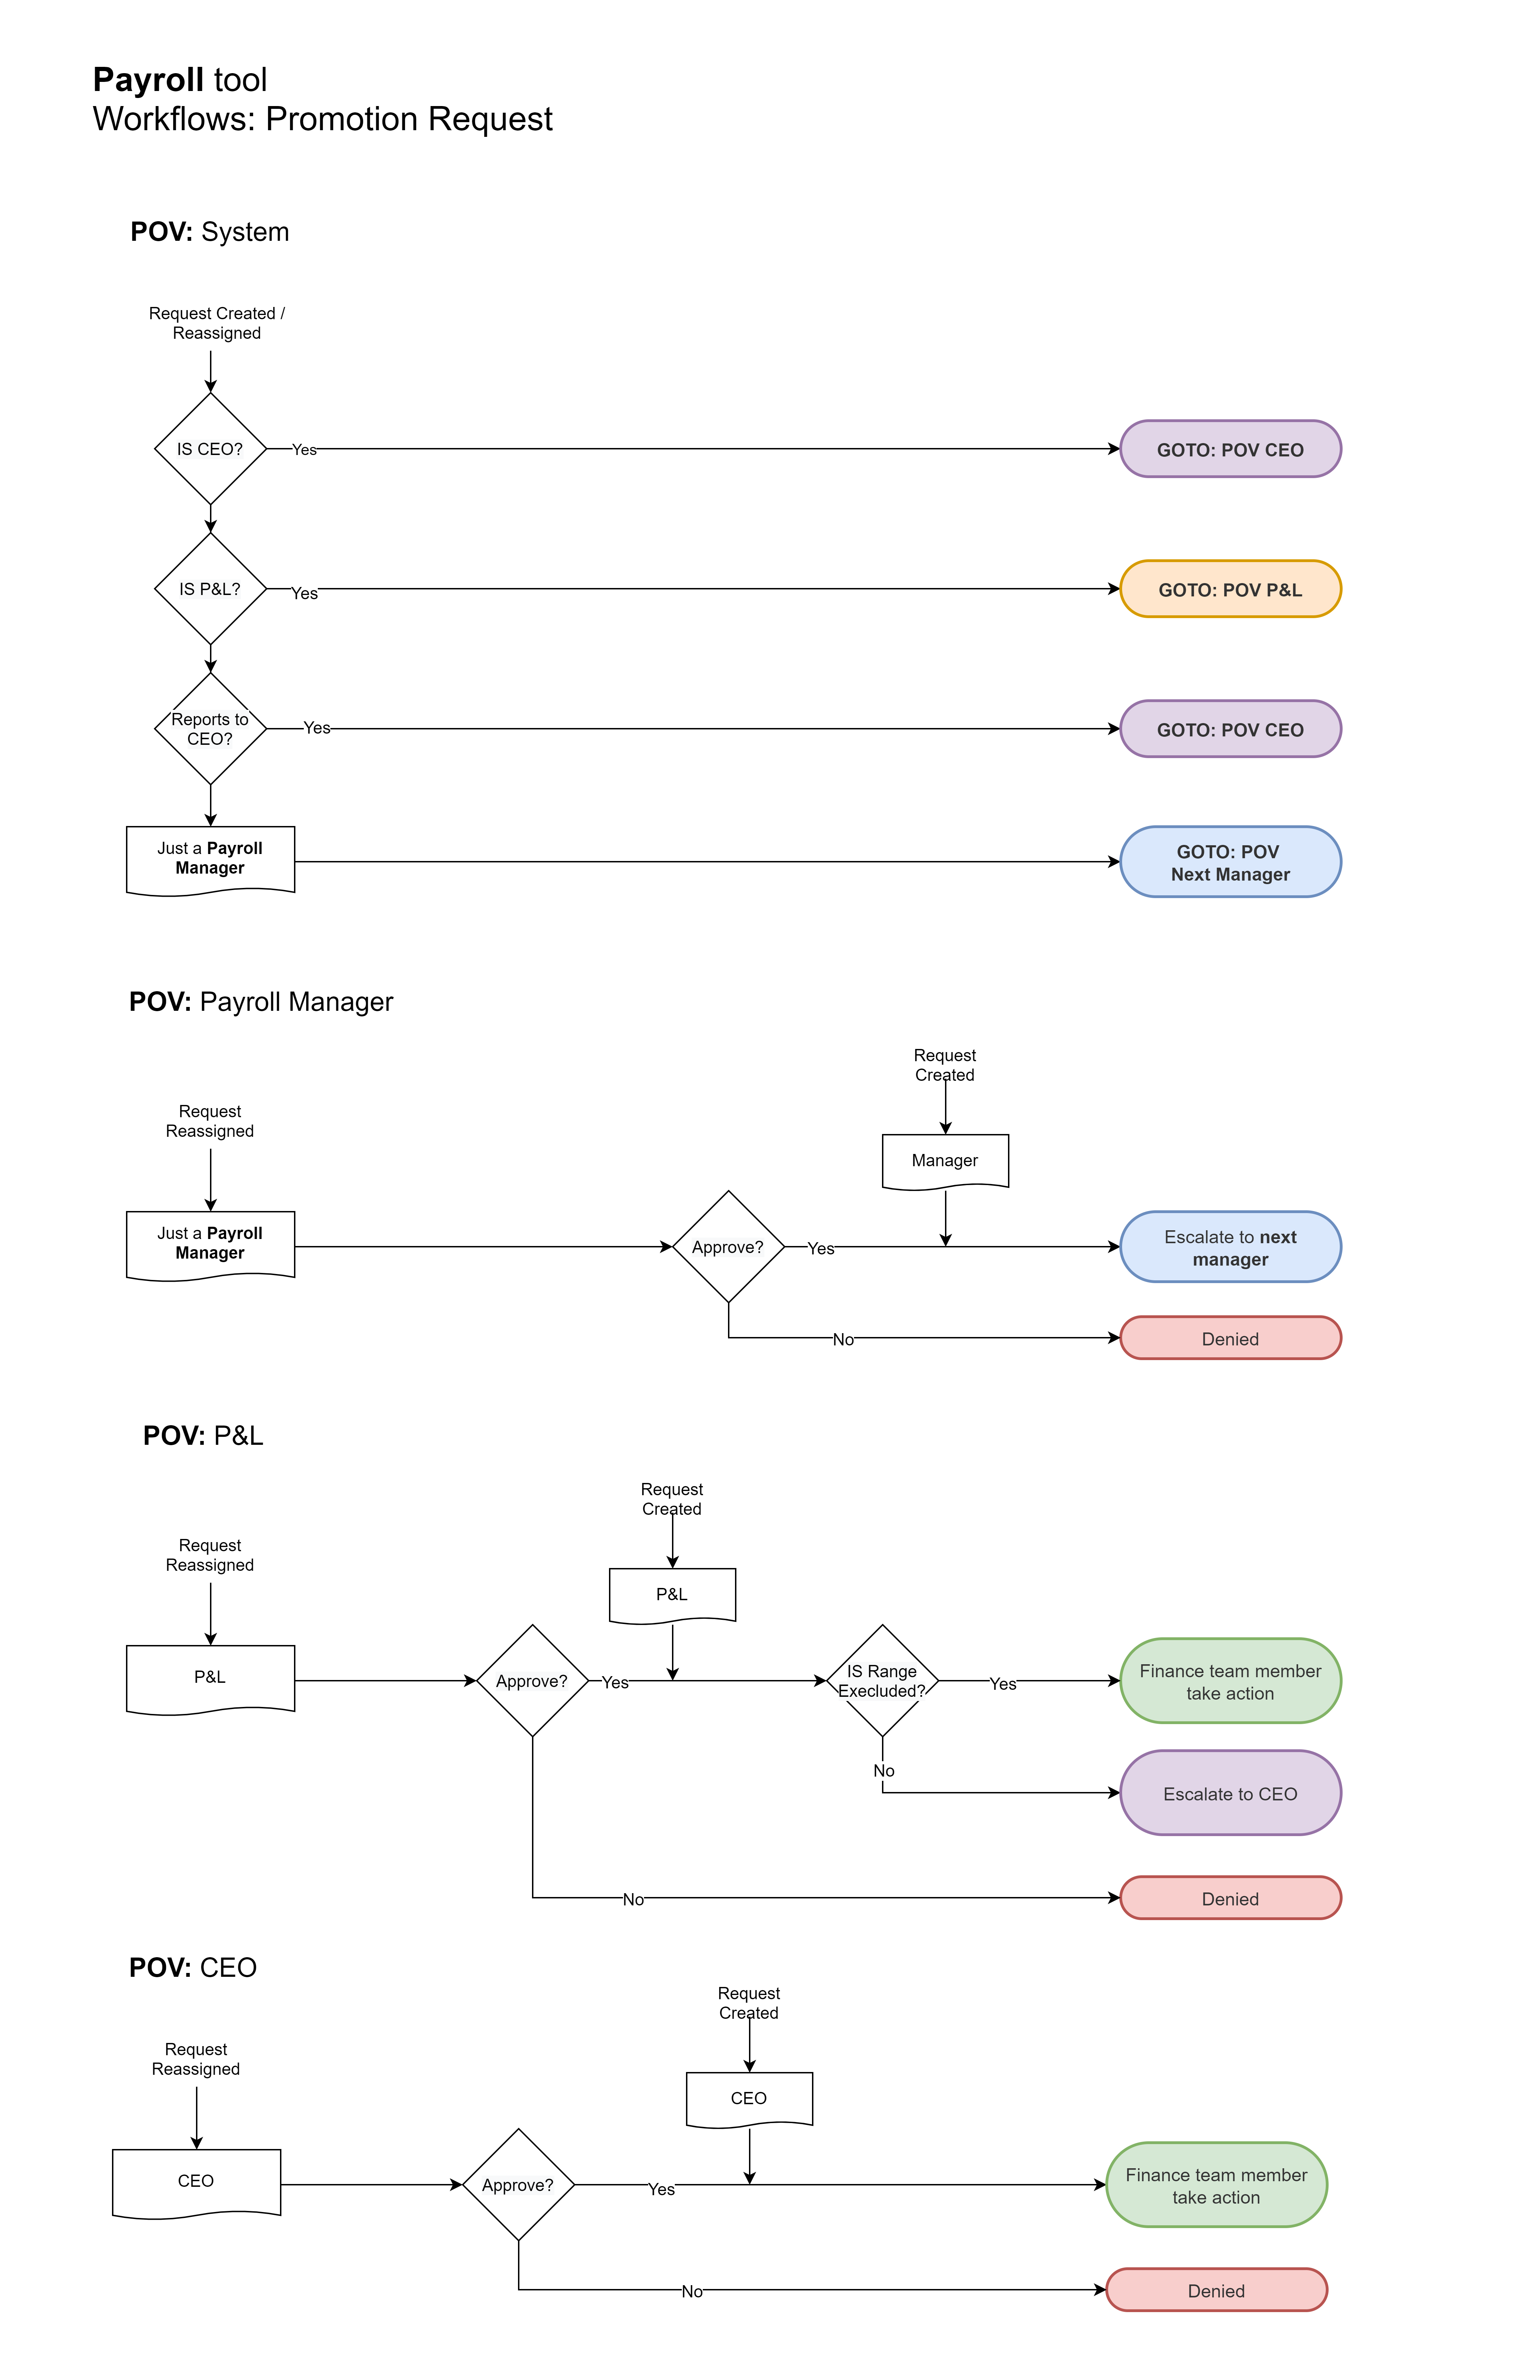 Payroll tool
Workflows: Promotion Request
POV: System
Request Created /
Reassigned
IS CEO?
Yes
GOTO: POV CEO
IS P&L?
Yes
GOTO: POV P&L
Reports to
CEO?
Yes
GOTO: POV CEO
Just a Payroll
Manager
GOTO: POV
Next Manager
POV: Payroll Manager
Request
Created
Request
Reassigned
Manager
Just a Payroll
Manager
Approve?
Yes
Escalate to next
manager
No
Denied
POV: P&L
Request
Created
Request
Reassigned
P&L
P&L
Approve?
Yes
IS Range
Execluded?
Yes
Finance team member
take action
No
Escalate to CEO
No
Denied
POV: CEO
Request
Created
Request
Reassigned
CEO
CEO
Approve?
Yes
Finance team member
take action
No
Denied